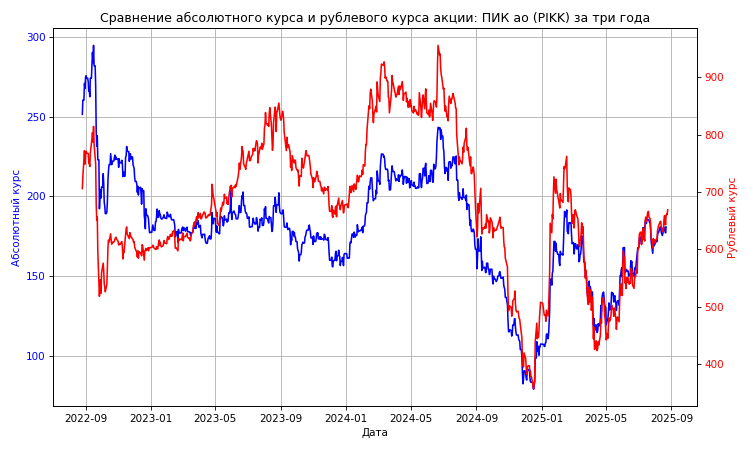 Сравнение абсолютного курса и рублевого курса акции: ПИК ао (PIKK) за три года
300
250
200
150
100
Абсолютный курс
900
800
700
600
500
400
Рублевый курс
2022-09 2023-01 2023-05 2023-09 2024-01 2024-05 2024-09 2025-01 2025-05 2025-09
Дата